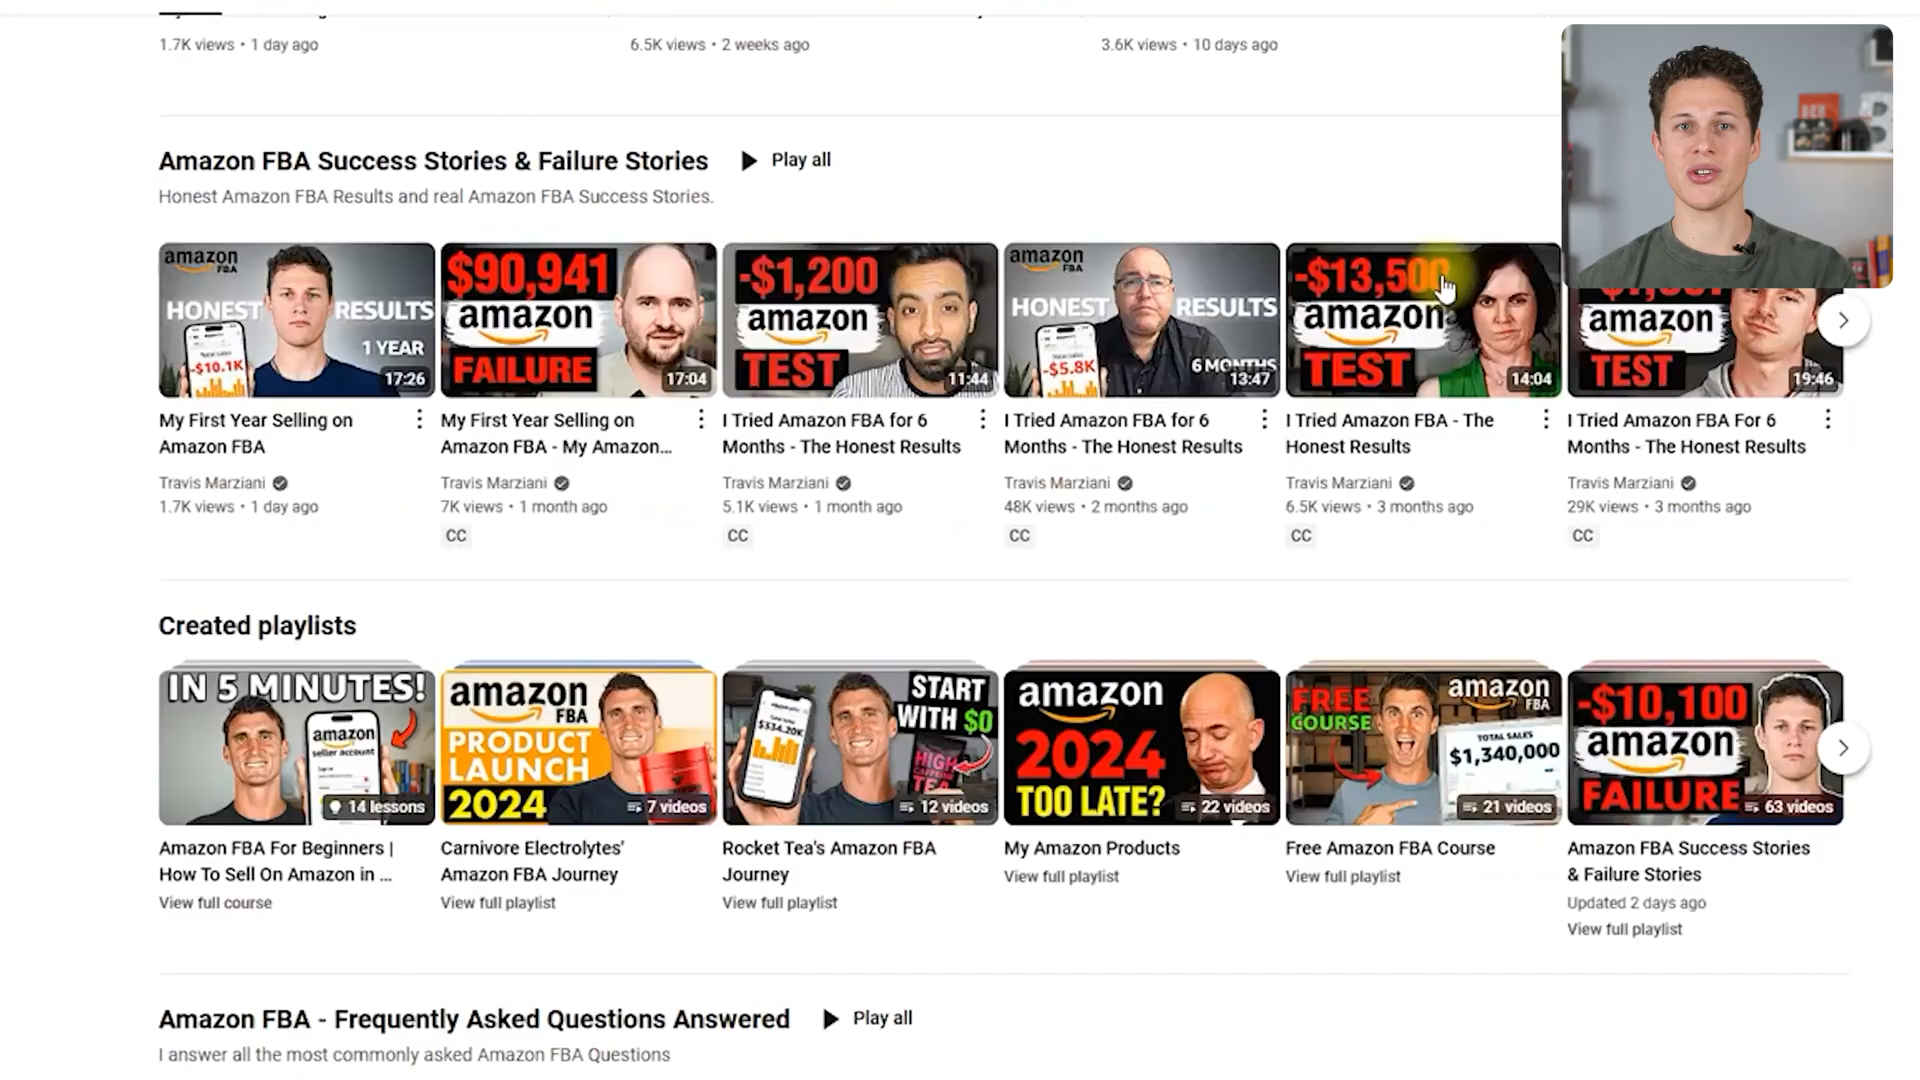 1.7K views • 1 day ago
6.5K views • 2 weeks ago
3.6K views • 10 days ago
Amazon FBA Success Stories & Failure Stories
Play all
Honest Amazon FBA Results and real Amazon FBA Success Stories.
amazon
FBA
HONEST RESULTS
1 YEAR
-$10.1K
17:26
$90,941
amazon
FAILURE
17:04
-$1,200
amazon
TEST
11:44
amazon
FBA
HONEST RESULTS
6 MONTHS
-$5.8K
13:47
-$13,500
amazon
TEST
14:04
amazon
TEST
19:46
My First Year Selling on
Amazon FBA
Travis Marziani
1.7K views • 1 day ago
My First Year Selling on
Amazon FBA - My Amazon...
Travis Marziani
7K views • 1 month ago
CC
I Tried Amazon FBA for 6
Months - The Honest Results
Travis Marziani
5.1K views • 1 month ago
CC
I Tried Amazon FBA for 6
Months - The Honest Results
Travis Marziani
48K views • 2 months ago
CC
I Tried Amazon FBA - The
Honest Results
Travis Marziani
6.5K views • 3 months ago
CC
I Tried Amazon FBA For 6
Months - The Honest Results
Travis Marziani
29K views • 3 months ago
CC
Created playlists
IN 5 MINUTES!
amazon
seller account
14 lessons
amazon
FBA
PRODUCT
LAUNCH
2024
7 videos
START
WITH $0
$334.20K
HIGH
CAFFEINE
TEA
12 videos
amazon
2024
TOO LATE?
22 videos
FREE
COURSE
amazon
FBA
TOTAL SALES
$1,340,000
21 videos
-$10,100
amazon
FAILURE
63 videos
Amazon FBA For Beginners |
How To Sell On Amazon in ...
View full course
Carnivore Electrolytes'
Amazon FBA Journey
View full playlist
Rocket Tea's Amazon FBA
Journey
View full playlist
My Amazon Products
View full playlist
Free Amazon FBA Course
View full playlist
Amazon FBA Success Stories
& Failure Stories
Updated 2 days ago
View full playlist
Amazon FBA - Frequently Asked Questions Answered
Play all
I answer all the most commonly asked Amazon FBA Questions